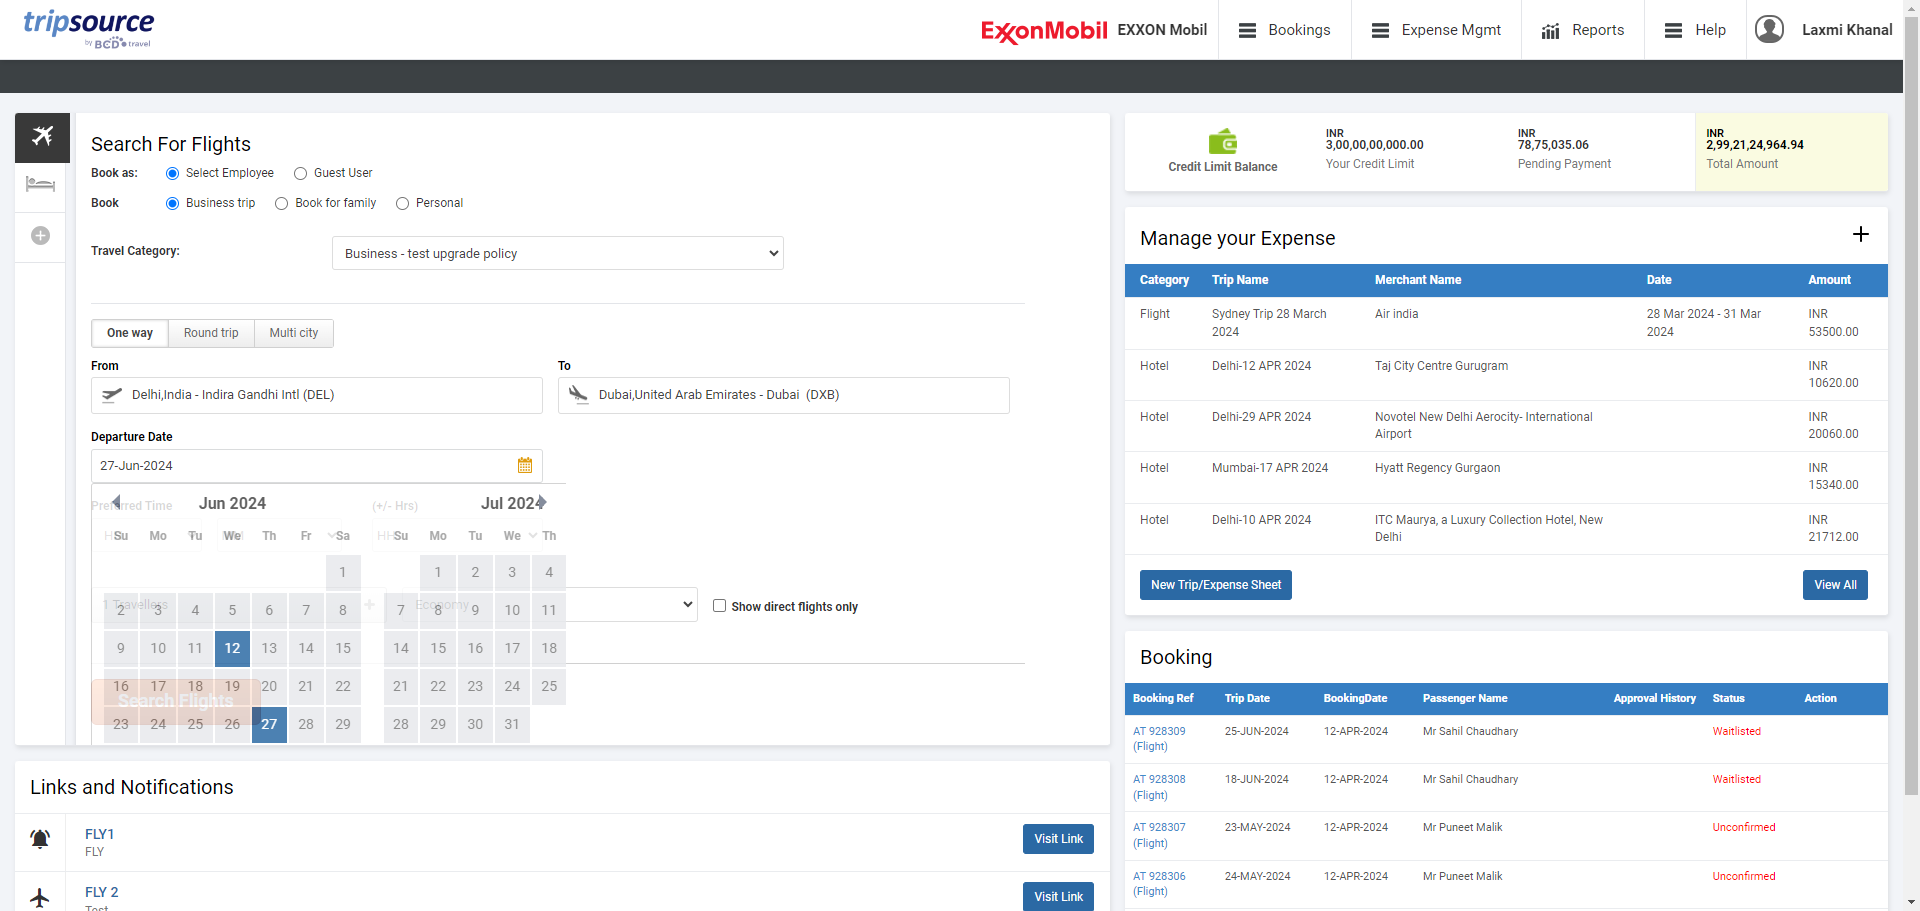 tripsource
by BCD travel
ExxonMobil EXXON Mobil
Bookings
Expense Mgmt
Reports
Help
Laxmi Khanal
Search For Flights
Book as: Select Employee Guest User
Book Business trip Book for family Personal
Travel Category: Business - test upgrade policy
One way Round trip Multi city
From To
Delhi,India - Indira Gandhi Intl (DEL) Dubai,United Arab Emirates - Dubai (DXB)
Departure Date
27-Jun-2024
Preferred Time Jun 2024 (+/- Hrs) Jul 2024
Su Mo Tu We Th Fr Sa Su Mo Tu We Th
1 1 2 3 4
1 Travellers + Economy Show direct flights only
2 3 4 5 6 7 8 7 8 9 10 11
9 10 11 12 13 14 15 14 15 16 17 18
16 17 18 19 20 21 22 21 22 23 24 25
Search Flights
23 24 25 26 27 28 29 28 29 30 31
Links and Notifications
FLY1
FLY
Visit Link
FLY 2
Test
Visit Link
Credit Limit Balance
INR
3,00,00,00,000.00
Your Credit Limit
INR
78,75,035.06
Pending Payment
INR
2,99,21,24,964.94
Total Amount
Manage your Expense
Category Trip Name Merchant Name Date Amount
Flight Sydney Trip 28 March Air india 28 Mar 2024 - 31 Mar INR
2024 2024 53500.00
Hotel Delhi-12 APR 2024 Taj City Centre Gurugram INR
10620.00
Hotel Delhi-29 APR 2024 Novotel New Delhi Aerocity- International INR
Airport 20060.00
Hotel Mumbai-17 APR 2024 Hyatt Regency Gurgaon INR
15340.00
Hotel Delhi-10 APR 2024 ITC Maurya, a Luxury Collection Hotel, New INR
Delhi 21712.00
New Trip/Expense Sheet View All
Booking
Booking Ref Trip Date BookingDate Passenger Name Approval History Status Action
AT 928309 25-JUN-2024 12-APR-2024 Mr Sahil Chaudhary Waitlisted
(Flight)
AT 928308 18-JUN-2024 12-APR-2024 Mr Sahil Chaudhary Waitlisted
(Flight)
AT 928307 23-MAY-2024 12-APR-2024 Mr Puneet Malik Unconfirmed
(Flight)
AT 928306 24-MAY-2024 12-APR-2024 Mr Puneet Malik Unconfirmed
(Flight)